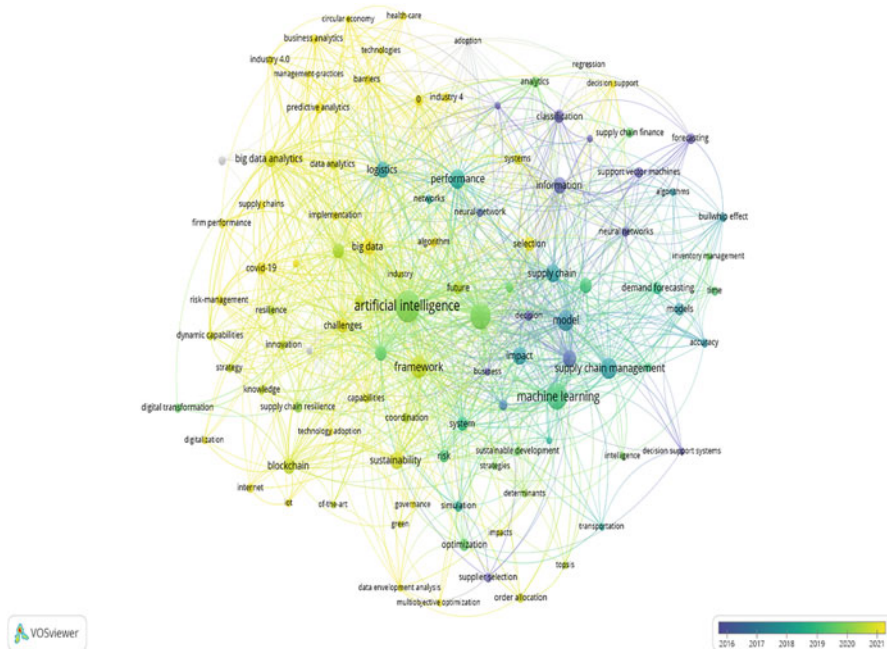 circular economy
health-care
business analytics
technologies
adoption
industry 4.0
management-practices
barriers
regression
analytics
decision support
predictive analytics
0
industry 4
classification
supply chain finance
forecasting
big data analytics
data analytics
logistics
systems
performance
information
support vector machines
algorithms
supply chains
networks
neural network
implementation
bullwhip effect
firm performance
neural networks
big data
algorithm
selection
inventory management
covid-19
industry
supply chain
future
demand forecasting
time
risk-management
resilience
artificial intelligence
decision
models
challenges
model
dynamic capabilities
innovation
accuracy
impact
strategy
framework
business
supply chain management
knowledge
capabilities
machine learning
digital transformation
supply chain resilience
coordination
system
technology adoption
digitalization
sustainable development
decision support systems
blockchain
sustainability
risk
strategies
intelligence
internet
determinants
iot
of-the-art
governance
simulation
green
impacts
transportation
optimization
topsis
supplier selection
data envelopment analysis
order allocation
multiobjective optimization
VOSviewer
2016 2017 2018 2019 2020 2021